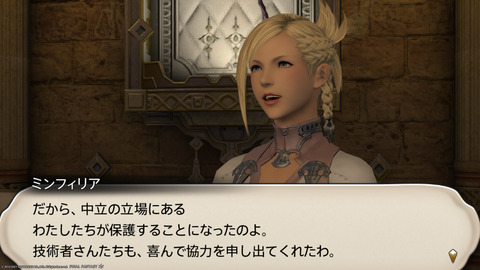 ミンフィリア
だから、中立の立場にある
わたしたちが保護することになったのよ。
技術者さんたちも、喜んで協力を申し出てくれたわ。
FINAL FANTASY XIV